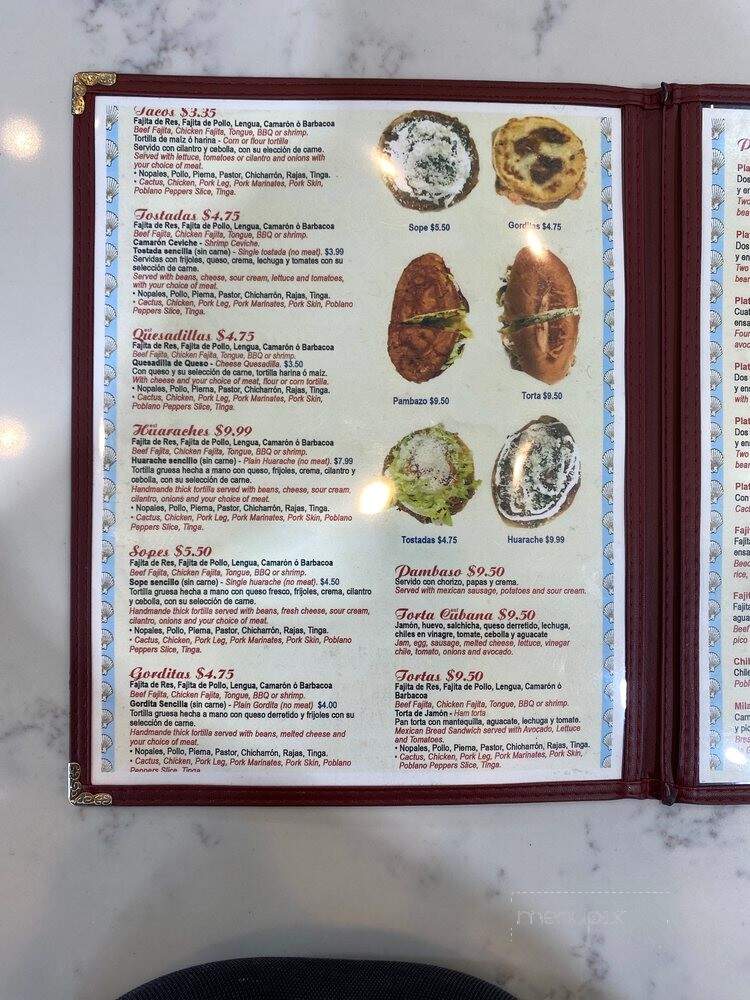 Tacos $3.35
Fajita de Res, Fajita de Pollo, Lengua, Camarón ó Barbacoa
Beef Fajita, Chicken Fajita, Tongue, BBQ or shrimp.
Tortilla de maíz ó harina - Corn or flour tortilla
Servido con cilantro y cebolla, con su elección de carne.
Served with lettuce, tomatoes or cilantro and onions with
your choice of meat.
• Nopales, Pollo, Pierna, Pastor, Chicharrón, Rajas, Tinga.
• Cactus, Chicken, Pork Leg, Pork Marinates, Pork Skin,
Poblano Peppers Slice, Tinga.
Tostadas $4.75
Fajita de Res, Fajita de Pollo, Lengua, Camarón ó Barbacoa
Beef Fajita, Chicken Fajita, Tongue, BBQ or shrimp.
Camarón Ceviche - Shrimp Ceviche.
Tostada sencilla (sin carne) - Single tostada (no meat). $3.99
Servidas con frijoles, queso, crema, lechuga y tomates con su
selección de carne.
Served with beans, cheese, sour cream, lettuce and tomatoes,
with your choice of meat.
• Nopales, Pollo, Pierna, Pastor, Chicharrón, Rajas, Tinga.
• Cactus, Chicken, Pork Leg, Pork Marinates, Pork Skin, Poblano
Peppers Slice, Tinga.
Quesadillas $4.75
Fajita de Res, Fajita de Pollo, Lengua, Camarón ó Barbacoa
Beef Fajita, Chicken Fajita, Tongue, BBQ or shrimp.
Quesadilla de Queso - Cheese Quesadilla. $3.50
Con queso y su selección de carne, tortilla harina ó maíz.
With cheese and your choice of meat, flour or corn tortilla.
• Nopales, Pollo, Pierna, Pastor, Chicharrón, Rajas, Tinga.
• Cactus, Chicken, Pork Leg, Pork Marinates, Pork Skin,
Poblano Peppers Slice, Tinga.
Huaraches $9.99
Fajita de Res, Fajita de Pollo, Lengua, Camarón ó Barbacoa
Beef Fajita, Chicken Fajita, Tongue, BBQ or shrimp.
Huarache sencillo (sin carne) - Plain Huarache (no meat). $7.99
Tortilla gruesa hecha a mano con queso, frijoles, crema, cilantro y
cebolla, con su selección de carne.
Handmande thick tortilla served with beans, cheese, sour cream,
cilantro, onions and your choice of meat.
• Nopales, Pollo, Pierna, Pastor, Chicharrón, Rajas, Tinga.
• Cactus, Chicken, Pork Leg, Pork Marinates, Pork Skin, Poblano
Peppers Slice, Tinga.
Sopes $5.50
Fajita de Res, Fajita de Pollo, Lengua, Camarón ó Barbacoa
Beef Fajita, Chicken Fajita, Tongue, BBQ or shrimp.
Sope sencillo (sin carne) - Single huarache (no meat). $4.50
Tortilla gruesa hecha a mano con queso fresco, frijoles, crema, cilantro
y cebolla, con su selección de carne.
Handmande thick tortilla served with beans, fresh cheese, sour cream,
cilantro, onions and your choice of meat.
• Nopales, Pollo, Pierna, Pastor, Chicharrón, Rajas, Tinga.
• Cactus, Chicken, Pork Leg, Pork Marinates, Pork Skin, Poblano
Peppers Slice, Tinga.
Gorditas $4.75
Fajita de Res, Fajita de Pollo, Lengua, Camarón ó Barbacoa
Beef Fajita, Chicken Fajita, Tongue, BBQ or shrimp.
Gordita Sencilla (sin carne) - Plain Gordita (no meat) $4.00
Tortilla gruesa hecha a mano con queso derretido y frijoles con su
selección de carne.
Handmande thick tortilla served with beans, melted cheese and
your choice of meat.
• Nopales, Pollo, Pierna, Pastor, Chicharrón, Rajas, Tinga.
• Cactus, Chicken, Pork Leg, Pork Marinates, Pork Skin, Poblano
Peppers Slice, Tinga.
Sope $5.50
Gorditas $4.75
Pambazo $9.50
Torta $9.50
Tostadas $4.75
Huarache $9.99
Pambaso $9.50
Servido con chorizo, papas y crema.
Served with mexican sausage, potatoes and sour cream.
Torta Cubana $9.50
Jamón, huevo, salchicha, queso derretido, lechuga,
chiles en vinagre, tomate, cebolla y aguacate
Jam, egg, sausage, melted cheese, lettuce, vinegar
chile, tomato, onions and avocado.
Tortas $9.50
Fajita de Res, Fajita de Pollo, Lengua, Camarón ó
Barbacoa
Beef Fajita, Chicken Fajita, Tongue, BBQ or shrimp.
Torta de Jamón - Ham torta
Pan torta con mantequilla, aguacate, lechuga y tomate.
Mexican Bread Sandwich served with Avocado, Lettuce
and Tomatoes.
• Nopales, Pollo, Pierna, Pastor, Chicharrón, Rajas, Tinga.
• Cactus, Chicken, Pork Leg, Pork Marinates, Pork Skin,
Poblano Peppers Slice, Tinga.
menupix